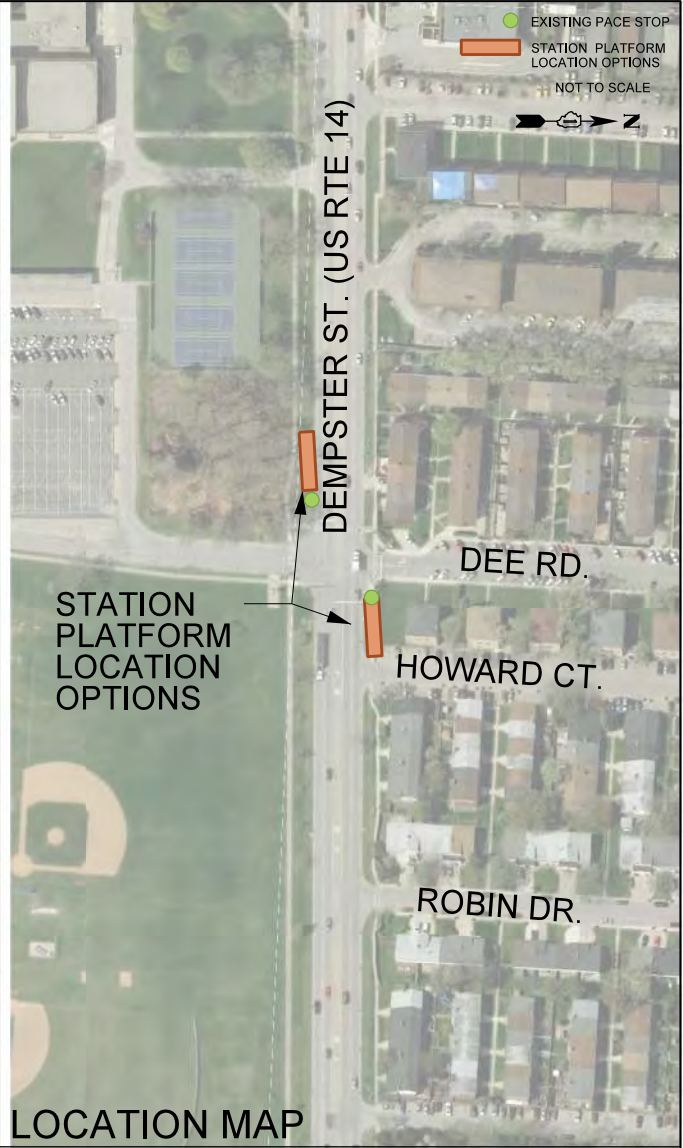 EXISTING PACE STOP
STATION PLATFORM
LOCATION OPTIONS
NOT TO SCALE
N
DEMPSTER ST. (US RTE 14)
DEE RD.
STATION
PLATFORM
LOCATION
OPTIONS
HOWARD CT.
ROBIN DR.
LOCATION MAP